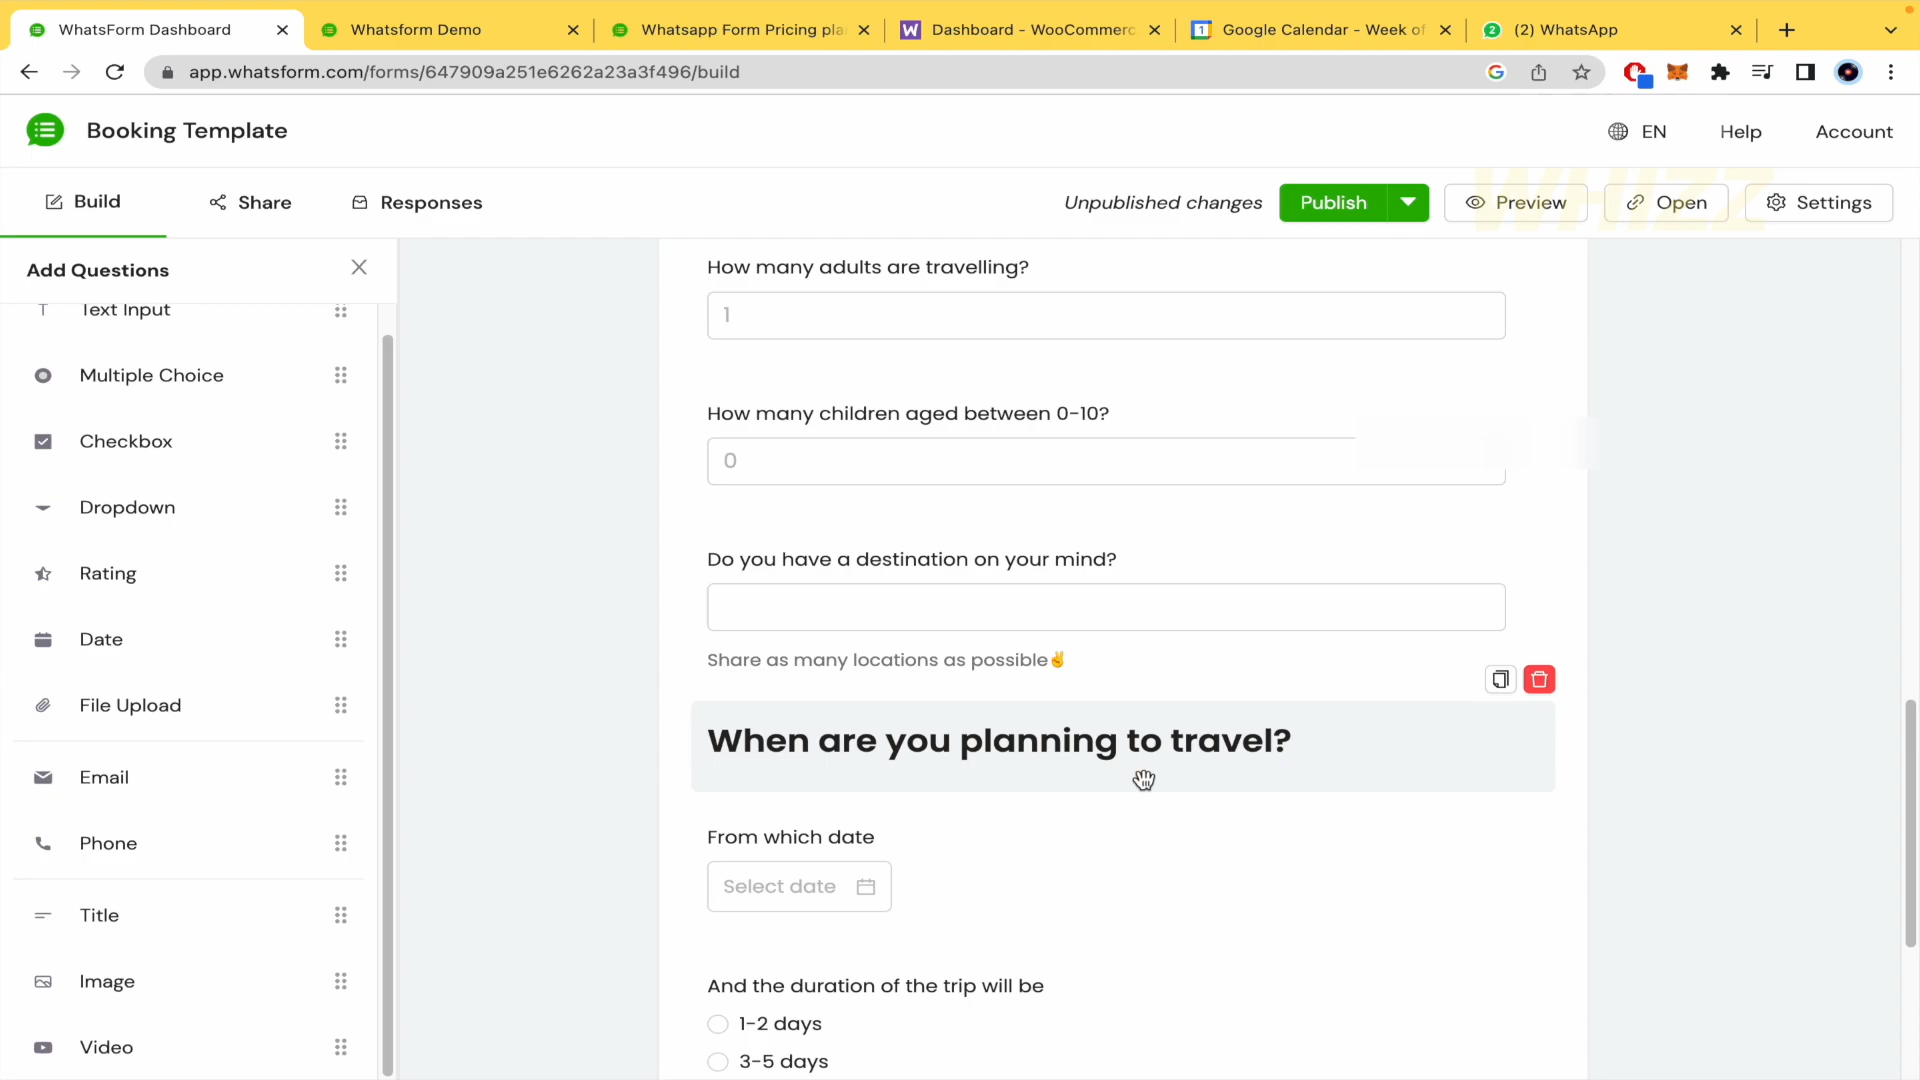 WhatsForm Dashboard
Whatsform Demo
Whatsapp Form Pricing pla
Dashboard - WooCommerc
Google Calendar - Week of
(2) WhatsApp
app.whatsform.com/forms/647909a251e6262a23a3f496/build
Booking Template
EN
Help
Account
Build
Share
Responses
Unpublished changes
Publish
Preview
Open
Settings
WHIZZ
Add Questions
Text Input
Multiple Choice
Checkbox
Dropdown
Rating
Date
File Upload
Email
Phone
Title
Image
Video
How many adults are travelling?
1
How many children aged between 0-10?
0
Do you have a destination on your mind?
Share as many locations as possible✌
When are you planning to travel?
From which date
Select date
And the duration of the trip will be
1-2 days
3-5 days